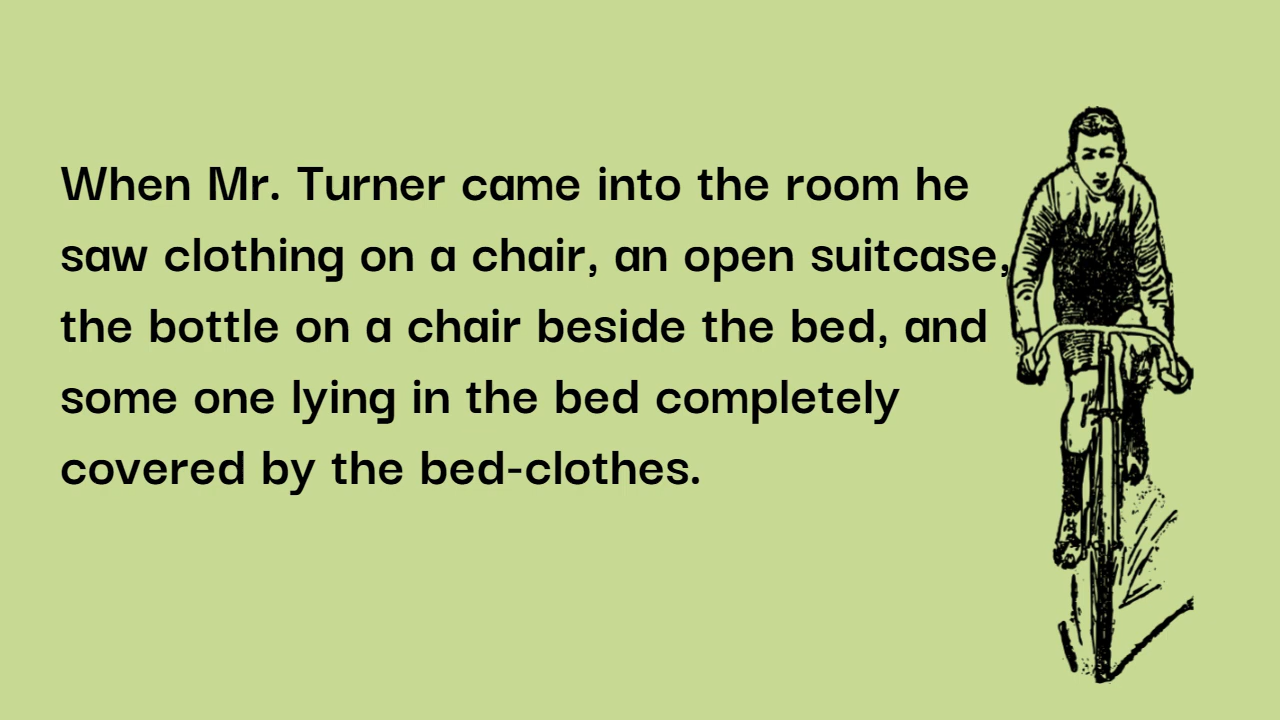 When Mr. Turner came into the room he
saw clothing on a chair, an open suitcase,
the bottle on a chair beside the bed, and
some one lying in the bed completely
covered by the bed-clothes.